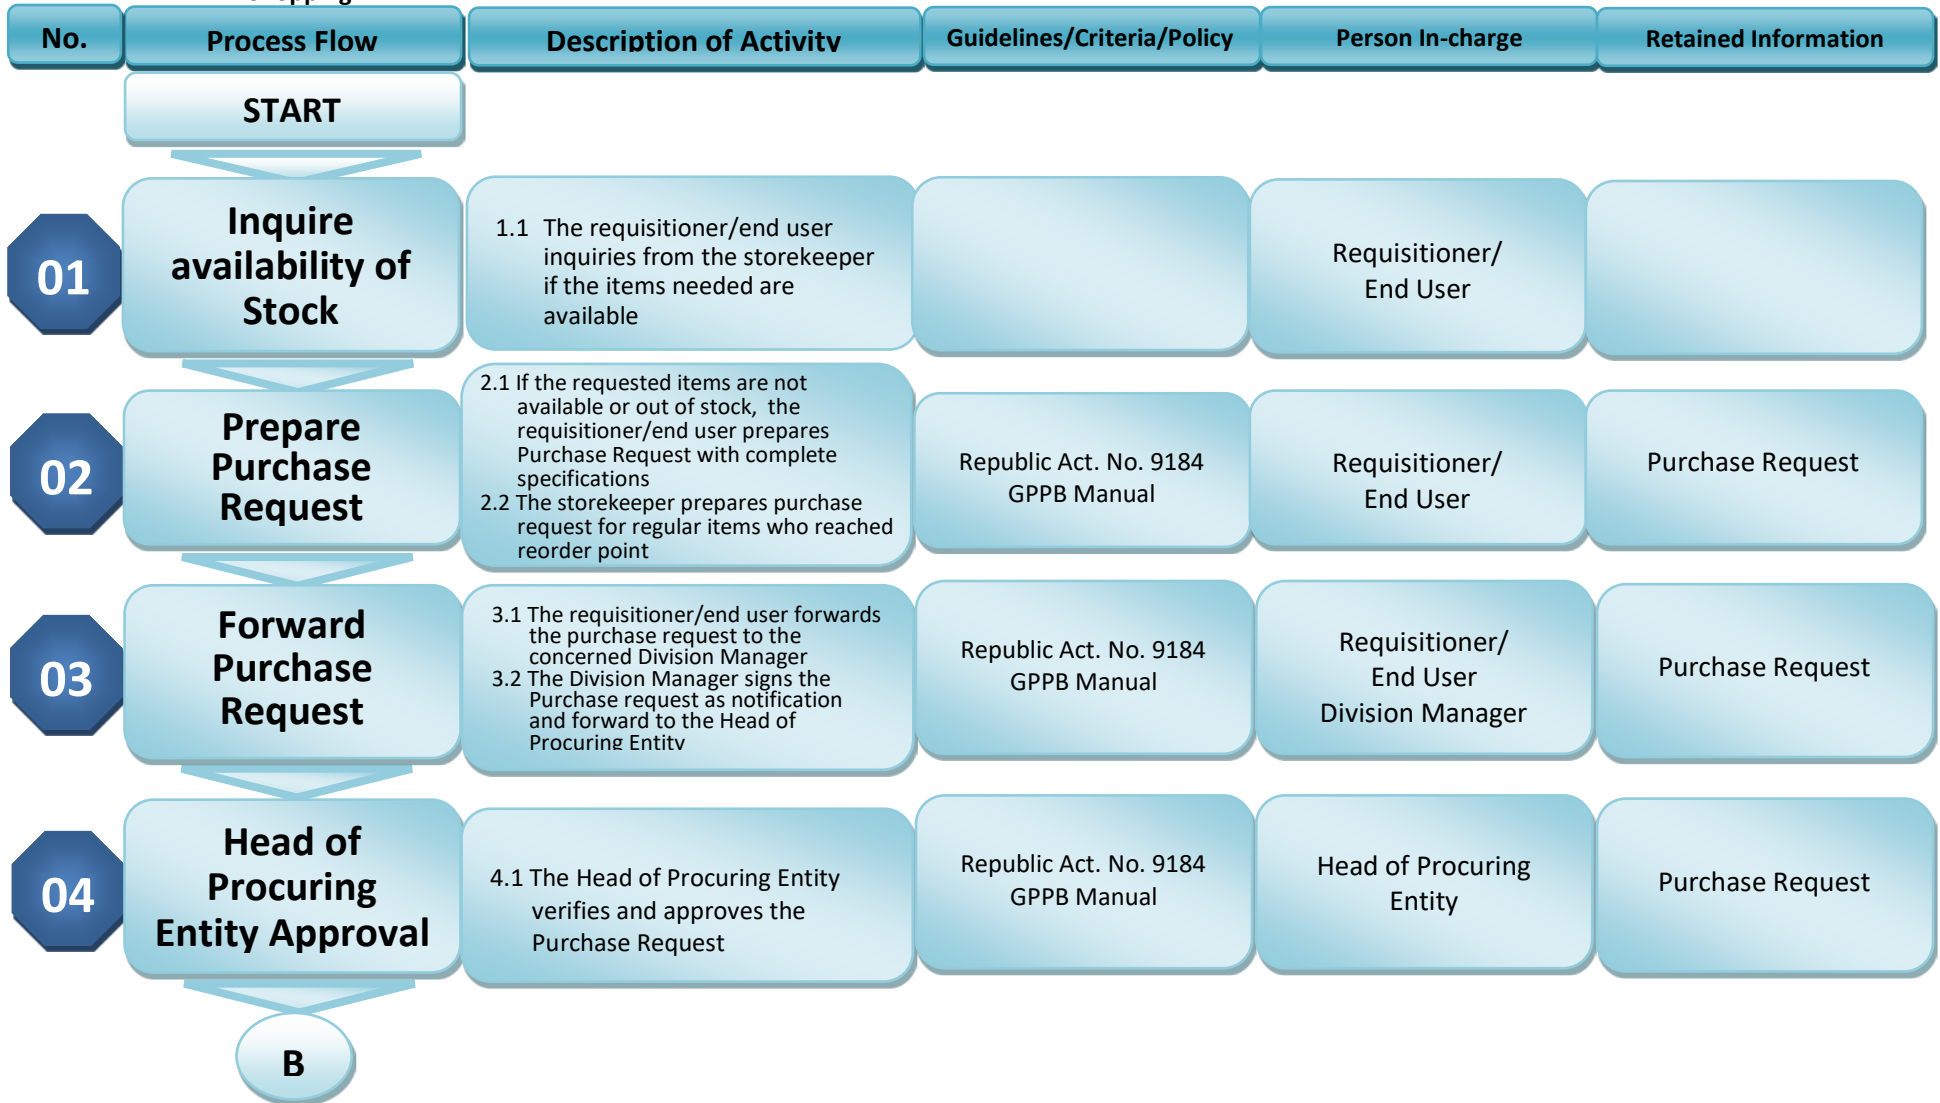 No.
Process Flow
Description of Activity
Guidelines/Criteria/Policy
Person In-charge
Retained Information
START
01
Inquire
availability of
Stock
1.1 The requisitioner/end user
inquiries from the storekeeper
if the items needed are
available
Requisitioner/
End User
02
Prepare
Purchase
Request
2.1 If the requested items are not
available or out of stock, the
requisitioner/end user prepares
Purchase Request with complete
specifications
2.2 The storekeeper prepares purchase
request for regular items who reached
reorder point
Republic Act. No. 9184
GPPB Manual
Requisitioner/
End User
Purchase Request
03
Forward
Purchase
Request
3.1 The requisitioner/end user forwards
the purchase request to the
concerned Division Manager
3.2 The Division Manager signs the
Purchase request as notification
and forward to the Head of
Procuring Entity
Republic Act. No. 9184
GPPB Manual
Requisitioner/
End User
Division Manager
Purchase Request
04
Head of
Procuring
Entity Approval
4.1 The Head of Procuring Entity
verifies and approves the
Purchase Request
Republic Act. No. 9184
GPPB Manual
Head of Procuring
Entity
Purchase Request
B